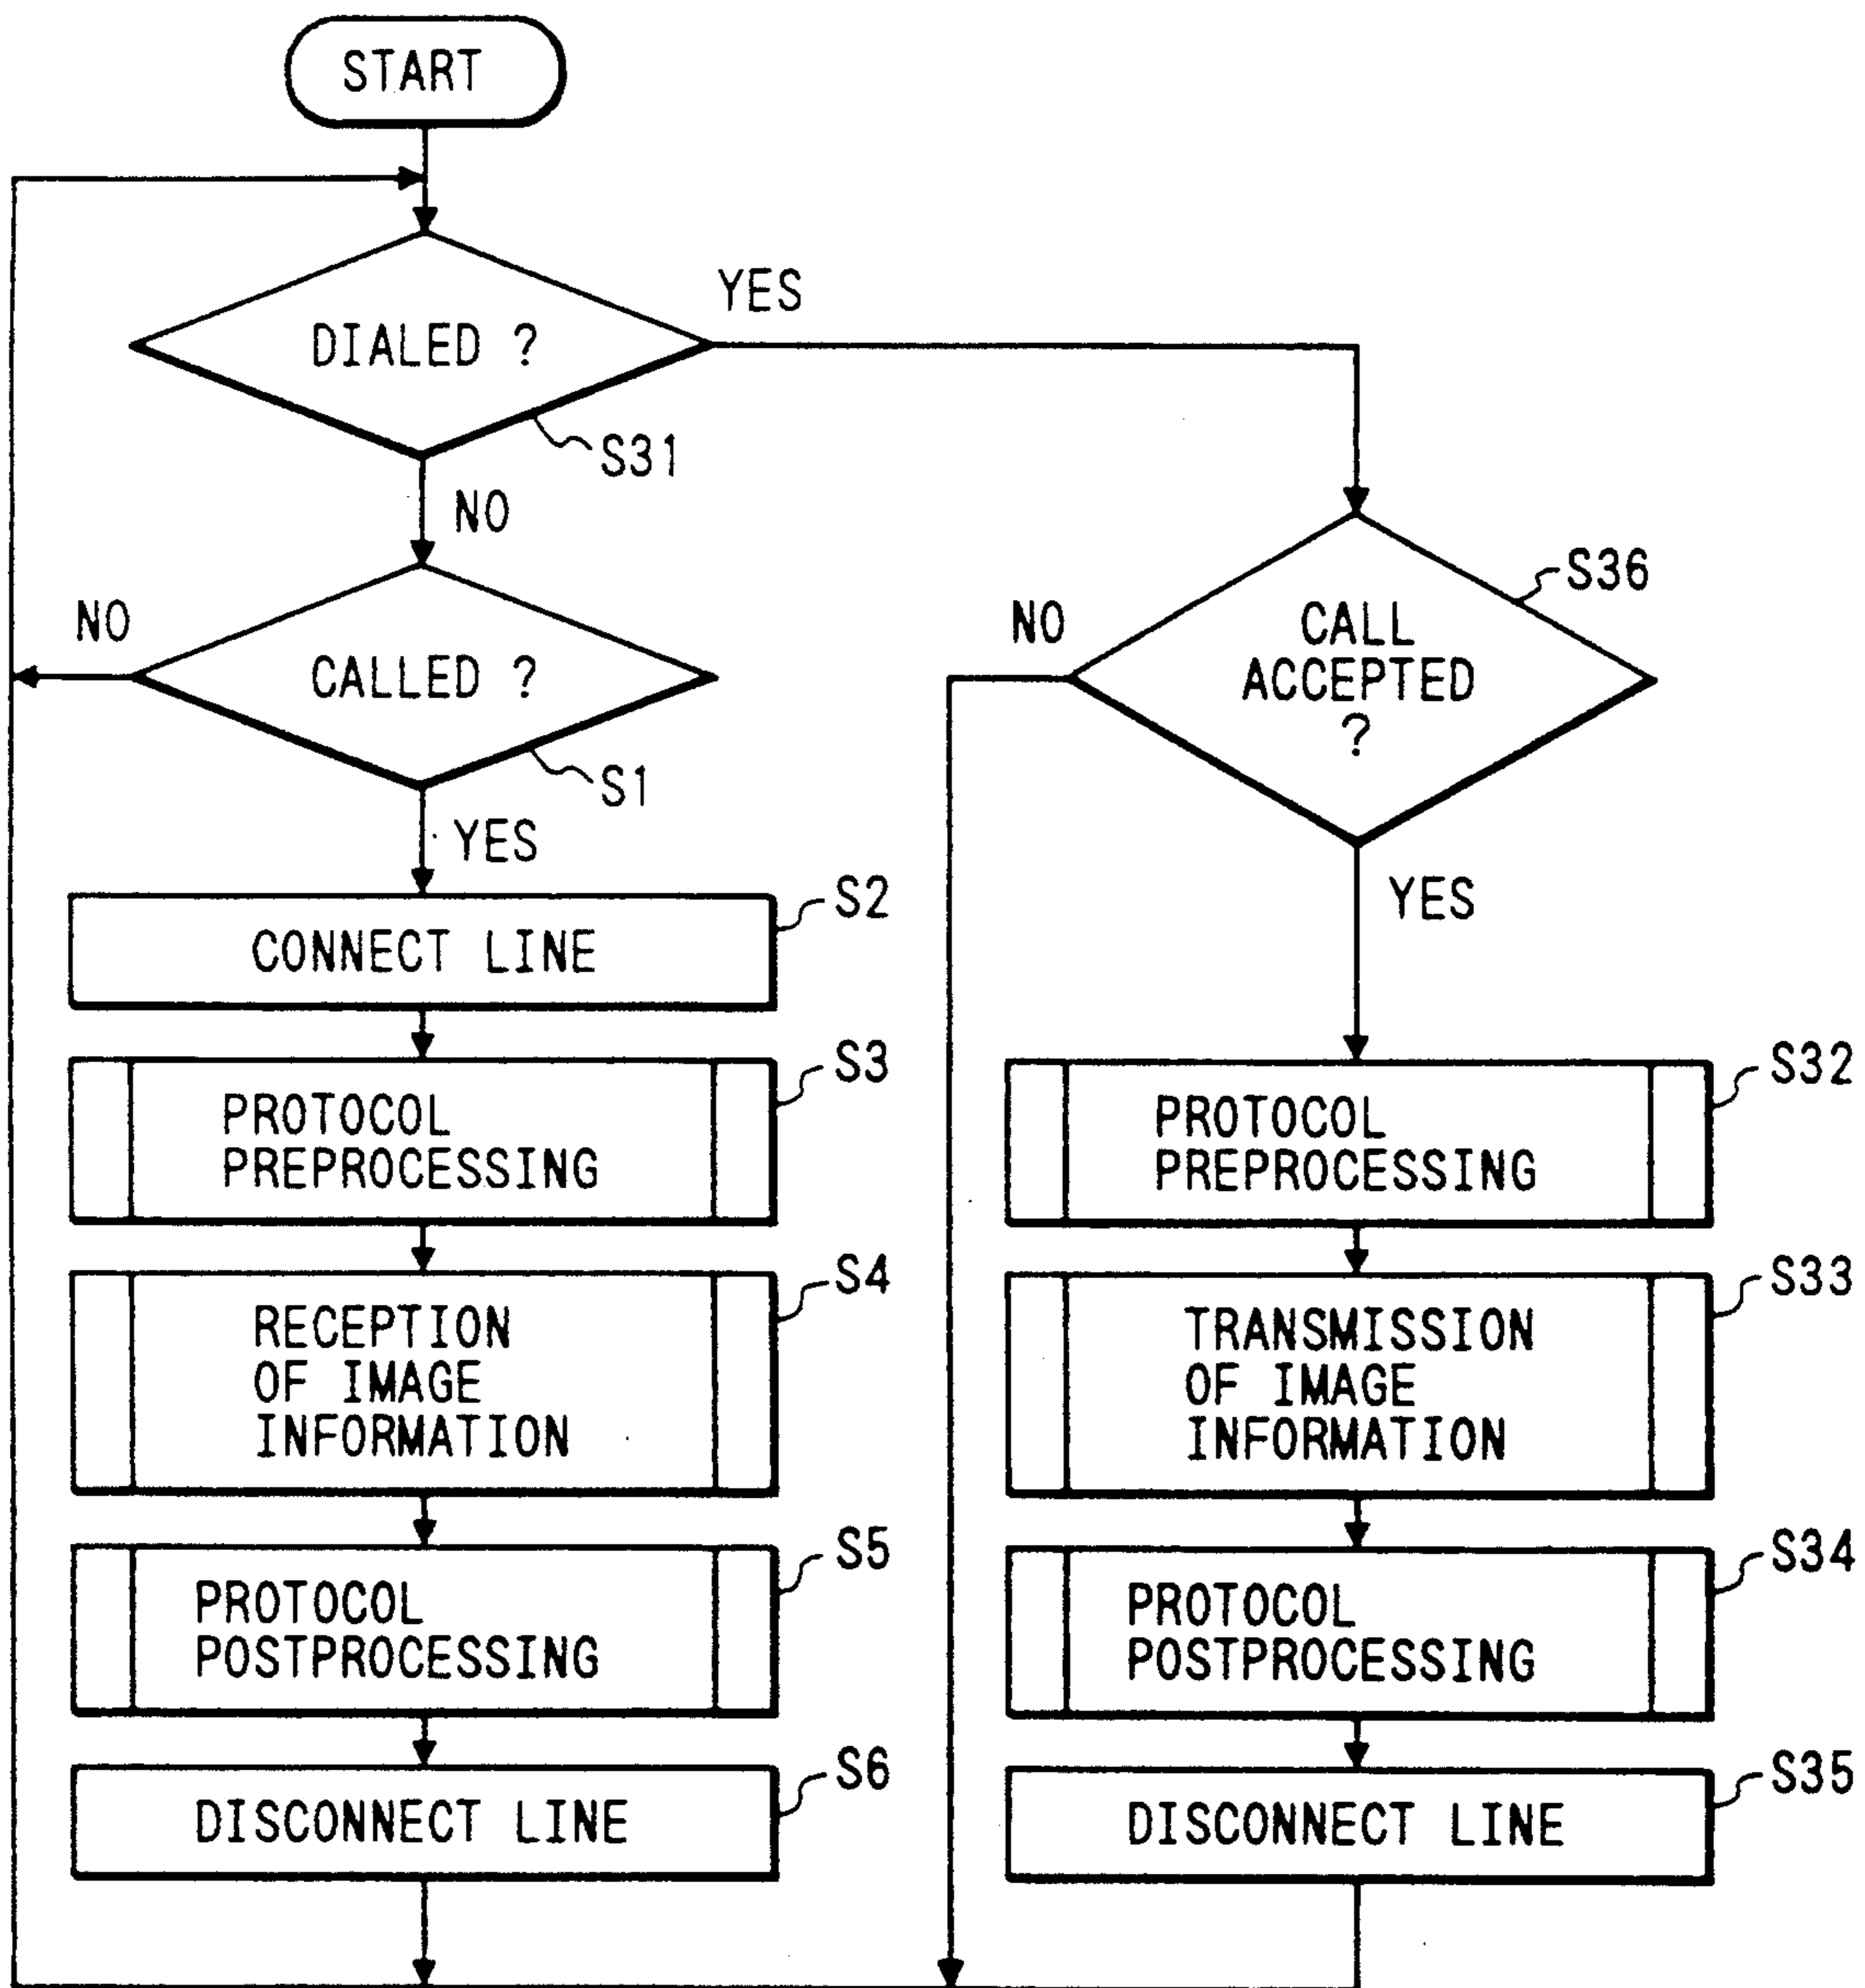 START
DIALED ?
YES
S31
NO
CALLED ?
NO
S1
YES
CONNECT LINE
S2
PROTOCOL
PREPROCESSING
S3
RECEPTION
OF IMAGE
INFORMATION
S4
PROTOCOL
POSTPROCESSING
S5
DISCONNECT LINE
S6
CALL
ACCEPTED
?
S36
NO
YES
PROTOCOL
PREPROCESSING
S32
TRANSMISSION
OF IMAGE
INFORMATION
S33
PROTOCOL
POSTPROCESSING
S34
DISCONNECT LINE
S35